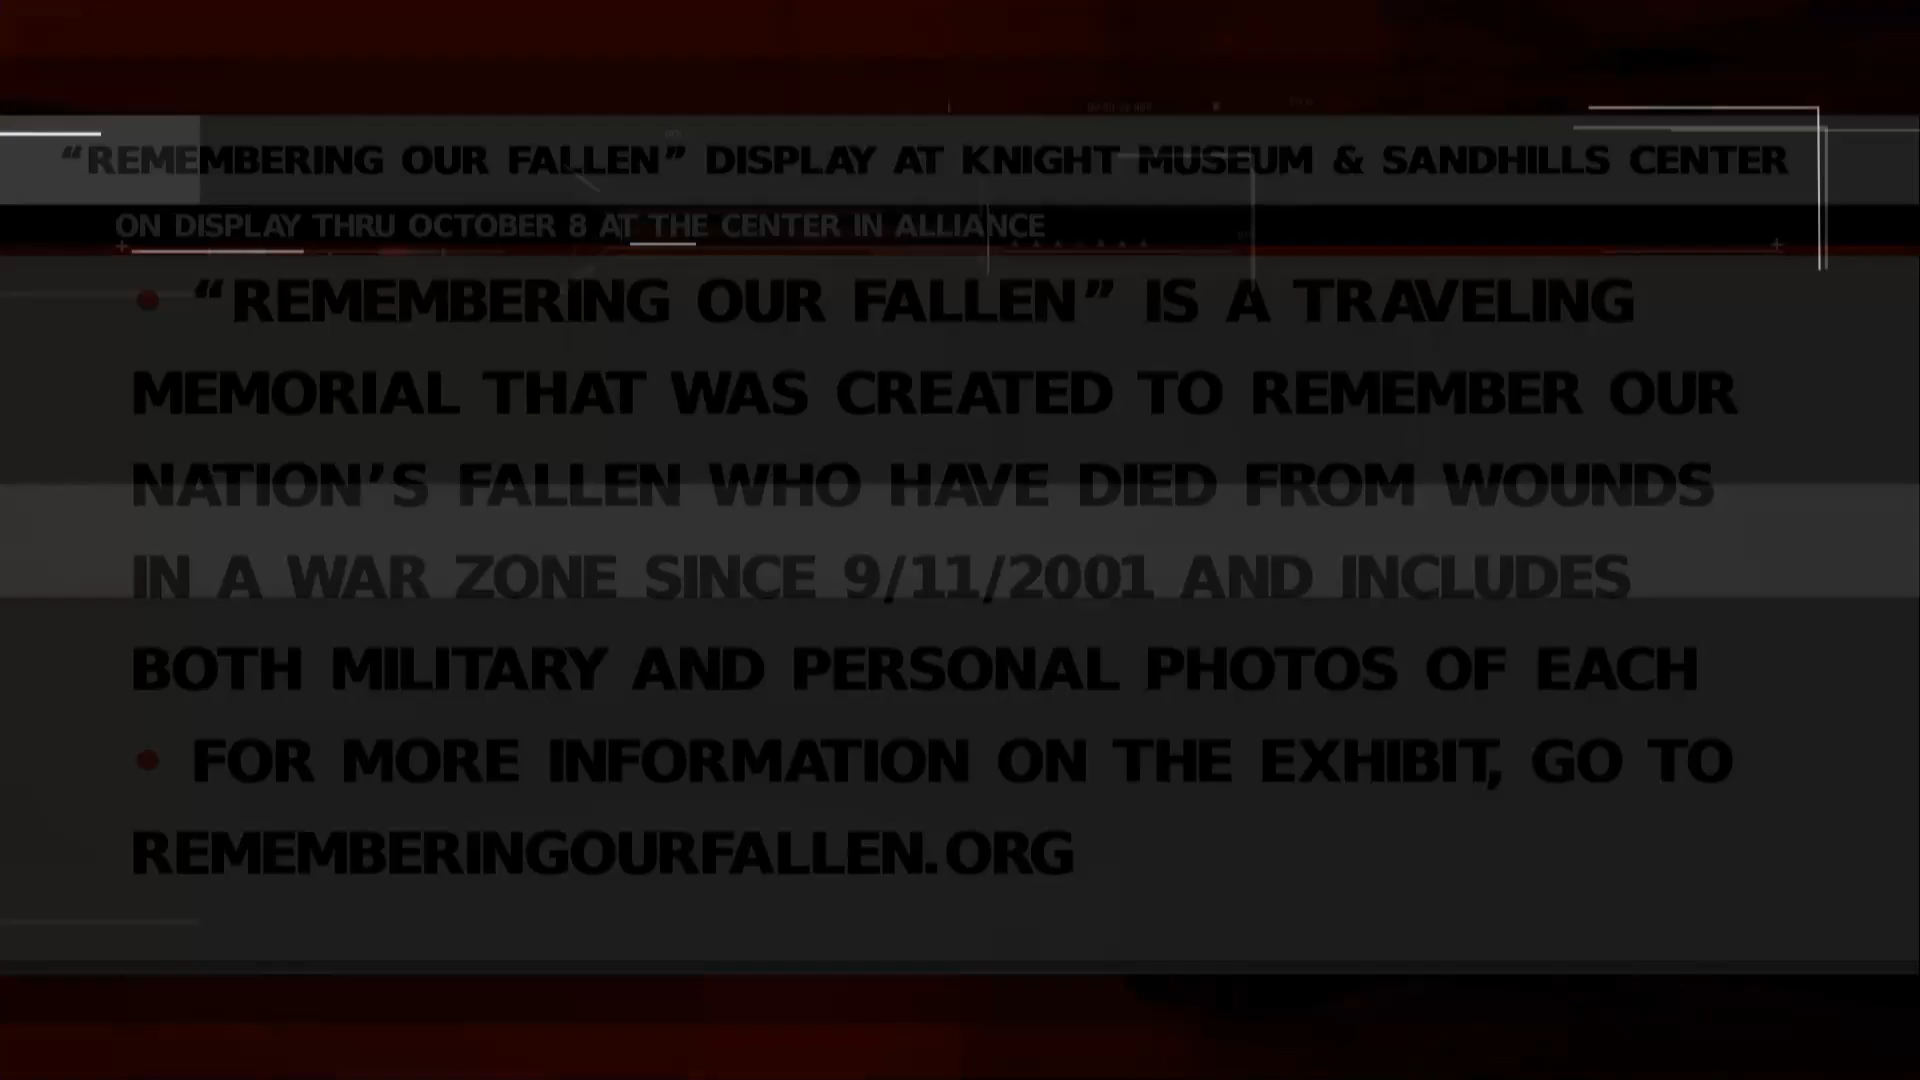 “REMEMBERING OUR FALLEN” DISPLAY AT KNIGHT MUSEUM & SANDHILLS CENTER
ON DISPLAY THRU OCTOBER 8 AT THE CENTER IN ALLIANCE
• “REMEMBERING OUR FALLEN” IS A TRAVELING
MEMORIAL THAT WAS CREATED TO REMEMBER OUR
NATION’S FALLEN WHO HAVE DIED FROM WOUNDS
IN A WAR ZONE SINCE 9/11/2001 AND INCLUDES
BOTH MILITARY AND PERSONAL PHOTOS OF EACH
• FOR MORE INFORMATION ON THE EXHIBIT, GO TO
REMEMBERINGOURFALLEN.ORG